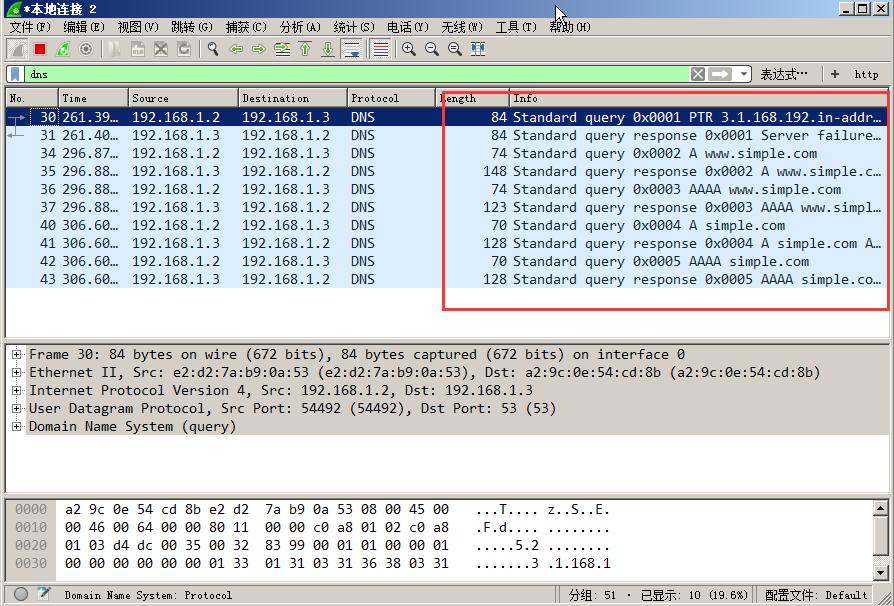 *本地连接 2
文件(F) 编辑(E) 视图(V) 跳转(G) 捕获(C) 分析(A) 统计(S) 电话(Y) 无线(W) 工具(T) 帮助(H)
dns 表达式… + http
No. Time Source Destination Protocol Length Info
30 261.39… 192.168.1.2 192.168.1.3 DNS 84 Standard query 0x0001 PTR 3.1.168.192.in-addr…
31 261.40… 192.168.1.3 192.168.1.2 DNS 84 Standard query response 0x0001 Server failure…
34 296.87… 192.168.1.2 192.168.1.3 DNS 74 Standard query 0x0002 A www.simple.com
35 296.88… 192.168.1.3 192.168.1.2 DNS 148 Standard query response 0x0002 A www.simple.c…
36 296.88… 192.168.1.2 192.168.1.3 DNS 74 Standard query 0x0003 AAAA www.simple.com
37 296.88… 192.168.1.3 192.168.1.2 DNS 123 Standard query response 0x0003 AAAA www.simpl…
40 306.60… 192.168.1.2 192.168.1.3 DNS 70 Standard query 0x0004 A simple.com
41 306.60… 192.168.1.3 192.168.1.2 DNS 128 Standard query response 0x0004 A simple.com A…
42 306.60… 192.168.1.2 192.168.1.3 DNS 70 Standard query 0x0005 AAAA simple.com
43 306.60… 192.168.1.3 192.168.1.2 DNS 128 Standard query response 0x0005 AAAA simple.co…
Frame 30: 84 bytes on wire (672 bits), 84 bytes captured (672 bits) on interface 0
Ethernet II, Src: e2:d2:7a:b9:0a:53 (e2:d2:7a:b9:0a:53), Dst: a2:9c:0e:54:cd:8b (a2:9c:0e:54:cd:8b)
Internet Protocol Version 4, Src: 192.168.1.2, Dst: 192.168.1.3
User Datagram Protocol, Src Port: 54492 (54492), Dst Port: 53 (53)
Domain Name System (query)
0000 a2 9c 0e 54 cd 8b e2 d2 7a b9 0a 53 08 00 45 00 ...T.... z..S..E.
0010 00 46 00 64 00 00 80 11 00 00 c0 a8 01 02 c0 a8 .F.d.... ........
0020 01 03 d4 dc 00 35 00 32 83 99 00 01 01 00 00 01 .....5.2 ........
0030 00 00 00 00 00 00 01 33 01 31 03 31 36 38 03 31 .......3 .1.168.1
Domain Name System: Protocol 分组: 51 · 已显示: 10 (19.6%) 配置文件: Default